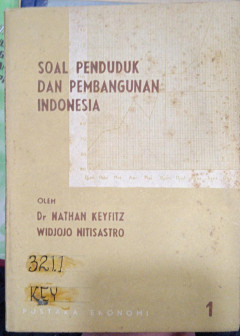 SOAL PENDUDUK
DAN PEMBANGUNAN
INDONESIA
OLEH
Dr NATHAN KEYFITZ
WIDJOJO NITISASTRO
321.1
KEY
PUSTAKA EKONOMI
1